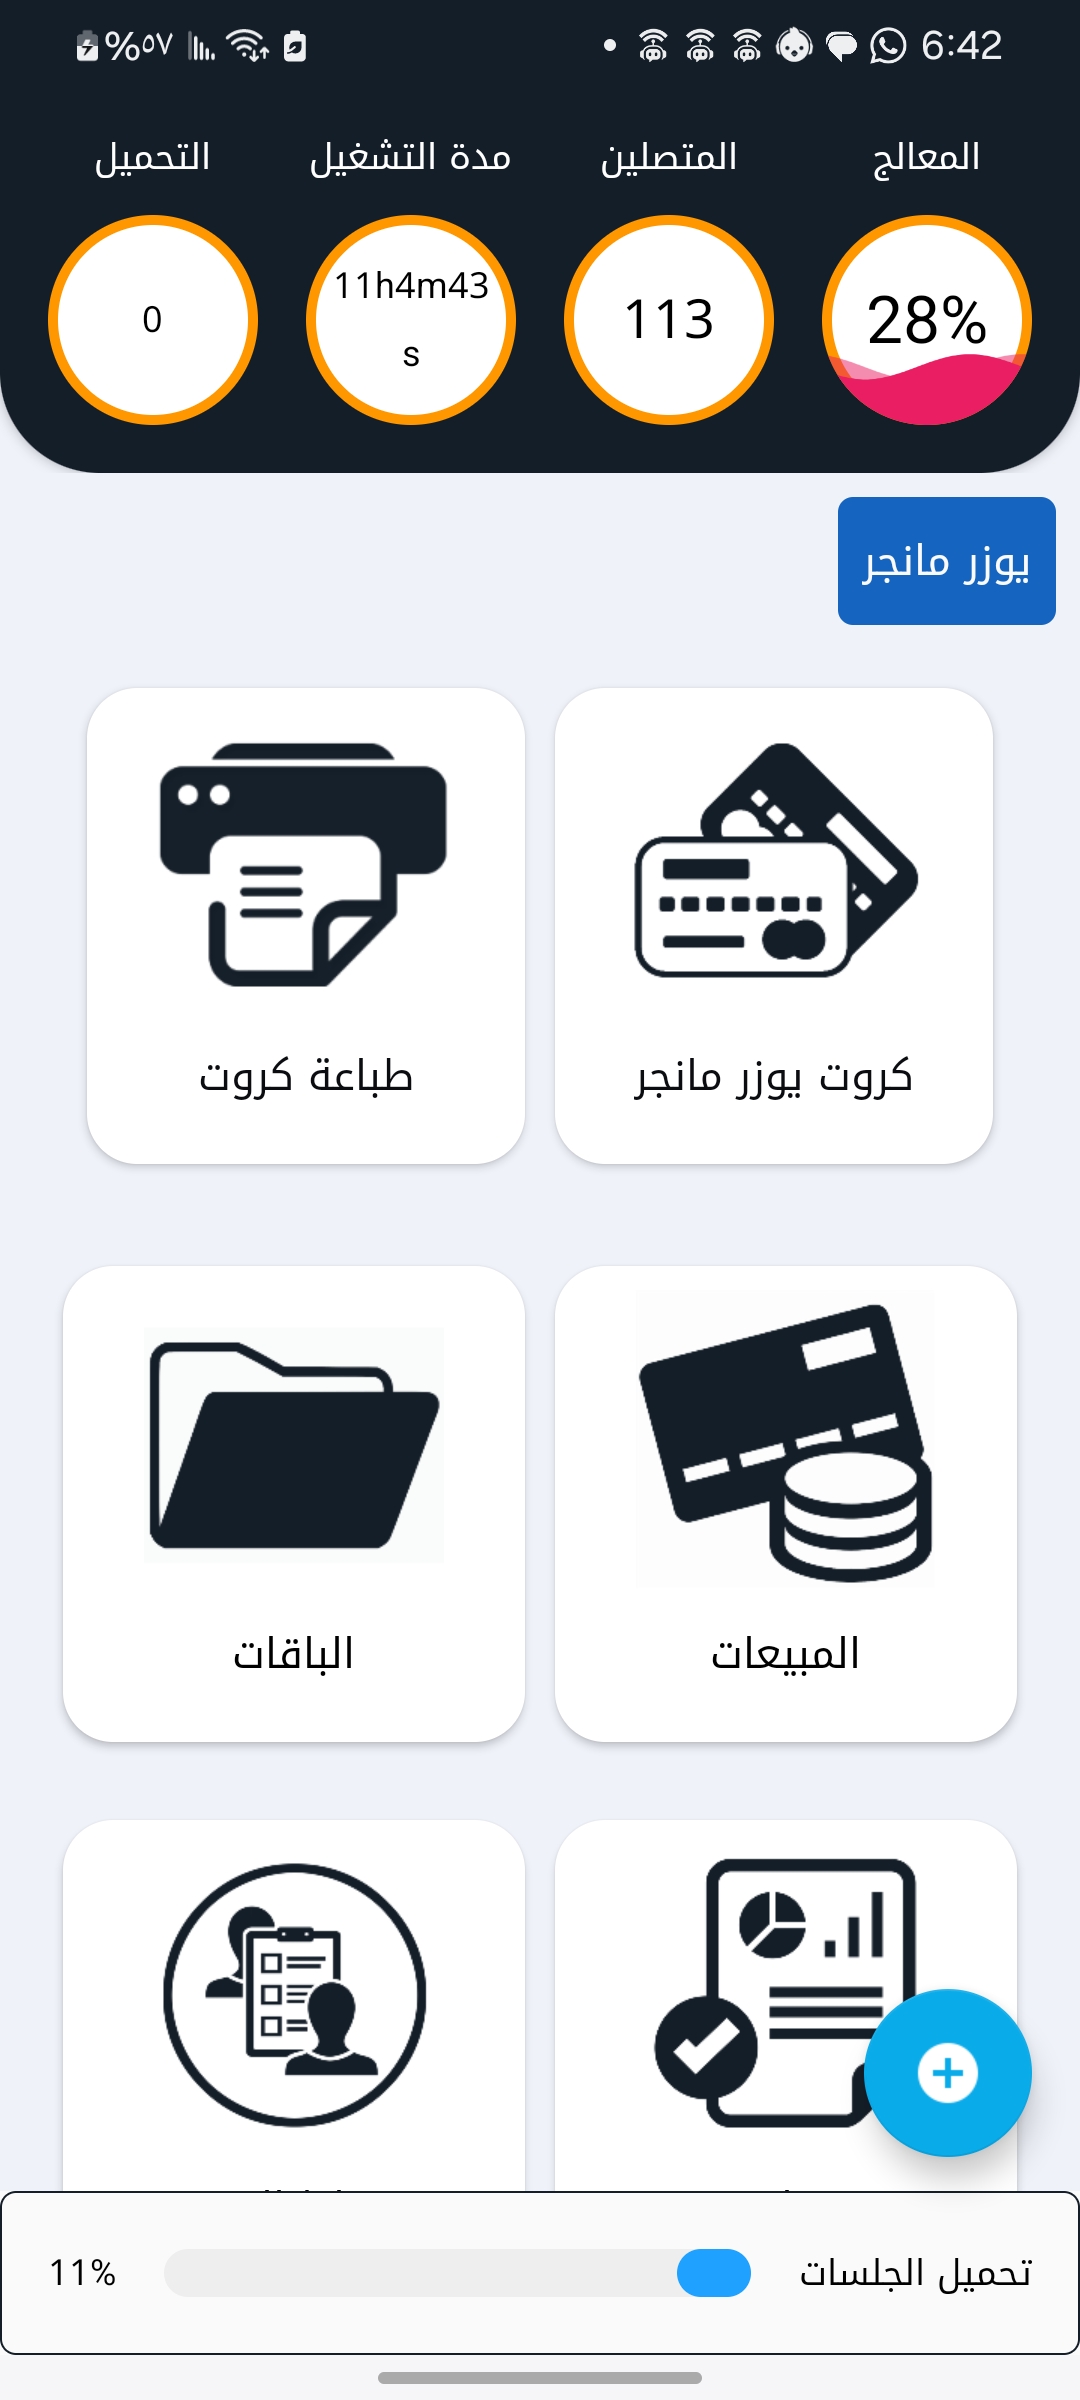 %٥٧ 6:42
المعالج المتصلين مدة التشغيل التحميل
28% 113 11h4m43s 0
يوزر مانجر
كروت يوزر مانجر طباعة كروت
المبيعات الباقات
تحميل الجلسات 11%